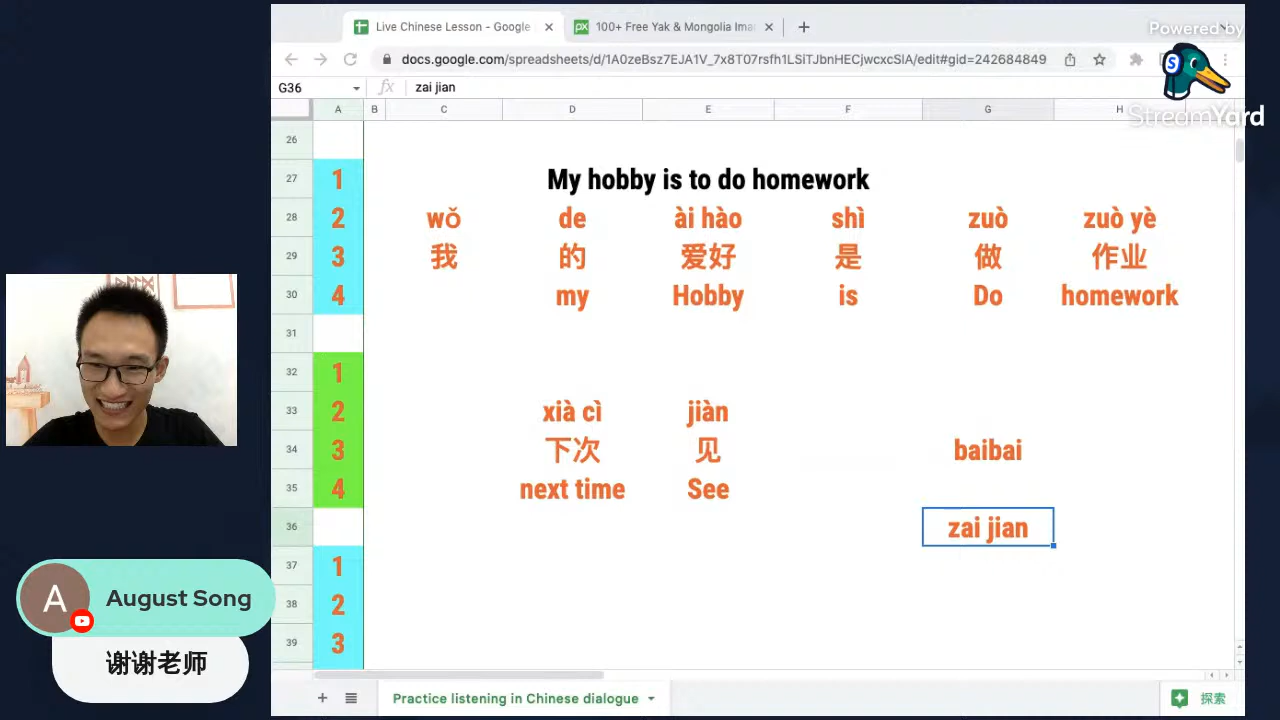 Live Chinese Lesson - Google
100+ Free Yak & Mongolia Ima
Powered by
docs.google.com/spreadsheets/d/1A0zeBsz7EJA1V_7x8T07rsfh1LSlTJbnHECjwcxcSlA/edit#gid=242684849
S
StreamYard
G36 fx zai jian
A B C D E F G H
26
27 1 My hobby is to do homework
28 2 wǒ de ài hào shì zuò zuò yè
29 3 我 的 爱好 是 做 作业
30 4 my Hobby is Do homework
31
32 1
33 2 xià cì jiàn
34 3 下次 见 baibai
35 4 next time See
36 zai jian
37 1
38 2
39 3
A August Song
谢谢老师
Practice listening in Chinese dialogue
探索